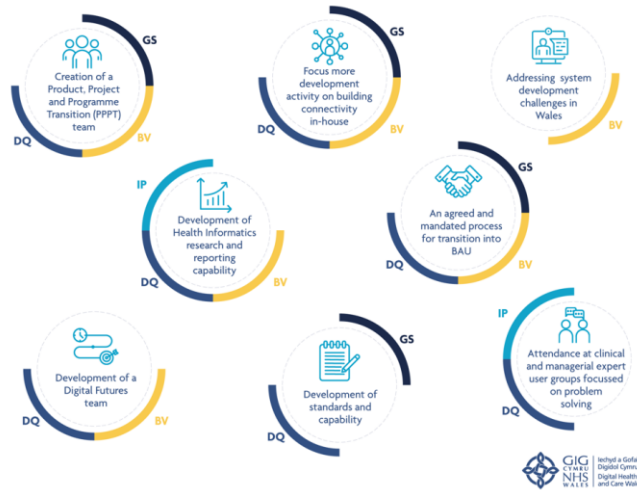 GS
Creation of a
Product, Project
and Programme
Transition (PPPT)
team
DQ
BV
GS
Focus more
development
activity on building
connectivity
in-house
DQ
BV
Addressing system
development
challenges in
Wales
BV
IP
Development of
Health Informatics
research and
reporting
capability
DQ
BV
GS
An agreed and
mandated process
for transition into
BAU
DQ
BV
Development of a
Digital Futures
team
DQ
BV
GS
Development of
standards and
capability
DQ
IP
Attendance at clinical
and managerial expert
user groups focussed
on problem
solving
DQ
GIG
CYMRU
NHS
WALES
Iechyd a Gofal
Digidol Cymru
Digital Health
and Care Wales